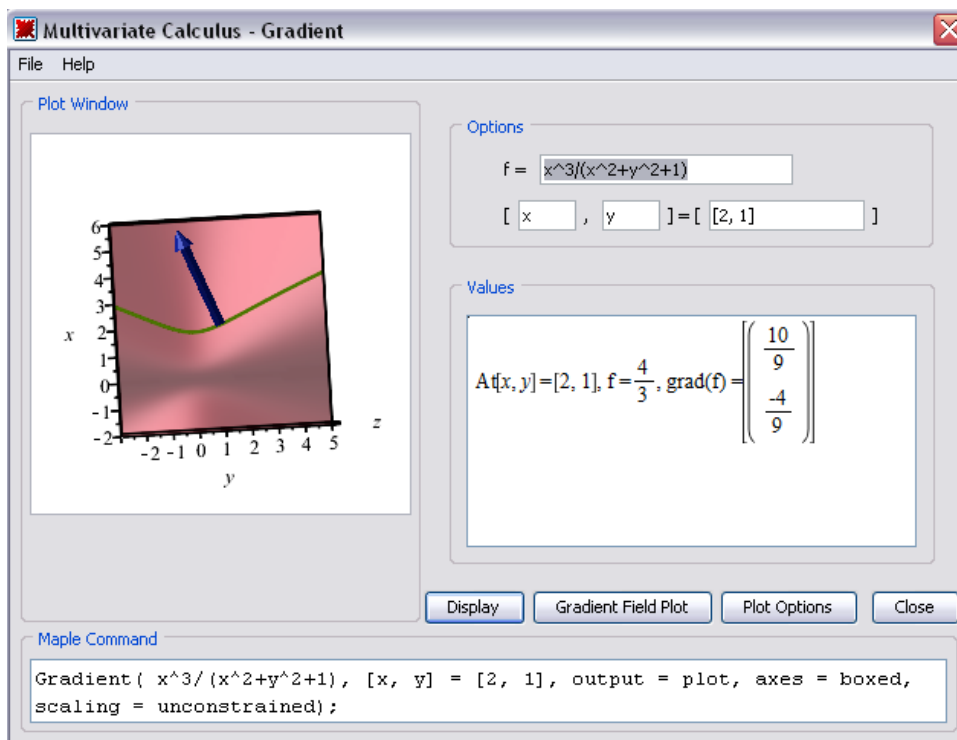 Multivariate Calculus - Gradient
File Help
Plot Window
6
5
4
3
x 2
1
0
-1
-2
-2 -1 0 1 2 3 4 5 z
y
Options
f = x^3/(x^2+y^2+1)
[ x , y ] = [ [2, 1] ]
Values
At[x, y]=[2, 1], f = 4/3, grad(f) = [( 10/9
-4/9 )]
Display Gradient Field Plot Plot Options Close
Maple Command
Gradient( x^3/(x^2+y^2+1), [x, y] = [2, 1], output = plot, axes = boxed,
scaling = unconstrained);